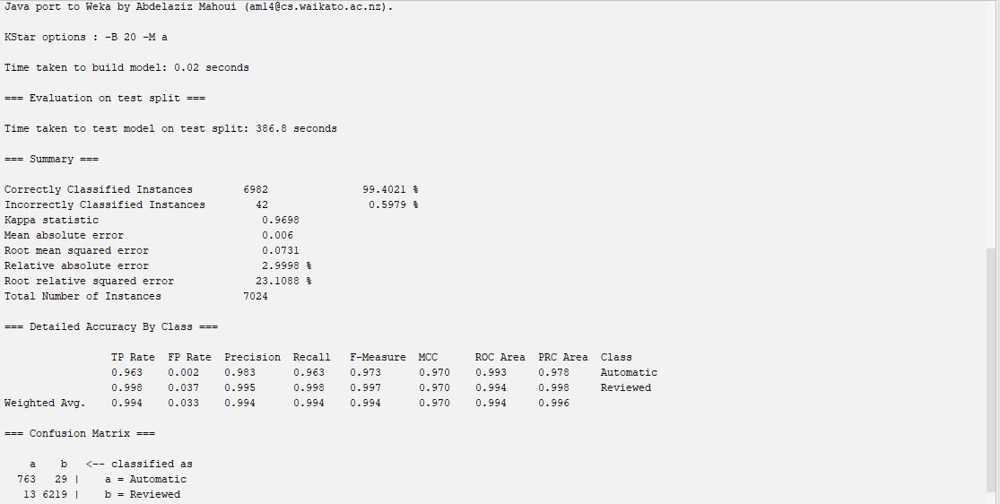 Java port to Weka by Abdelaziz Mahoui (am14@cs.waikato.ac.nz).
KStar options : -B 20 -M a
Time taken to build model: 0.02 seconds
=== Evaluation on test split ===
Time taken to test model on test split: 386.8 seconds
=== Summary ===
Correctly Classified Instances        6982               99.4021 %
Incorrectly Classified Instances        42                0.5979 %
Kappa statistic                          0.9698
Mean absolute error                      0.006
Root mean squared error                  0.0731
Relative absolute error                  2.9998 %
Root relative squared error             23.1088 %
Total Number of Instances             7024
=== Detailed Accuracy By Class ===
                 TP Rate  FP Rate  Precision  Recall   F-Measure  MCC      ROC Area  PRC Area  Class
                 0.963    0.002    0.983      0.963    0.973      0.970    0.993     0.978     Automatic
                 0.998    0.037    0.995      0.998    0.997      0.970    0.994     0.998     Reviewed
Weighted Avg.    0.994    0.033    0.994      0.994    0.994      0.970    0.994     0.996
=== Confusion Matrix ===
    a    b   <-- classified as
  763   29 |    a = Automatic
   13 6219 |    b = Reviewed